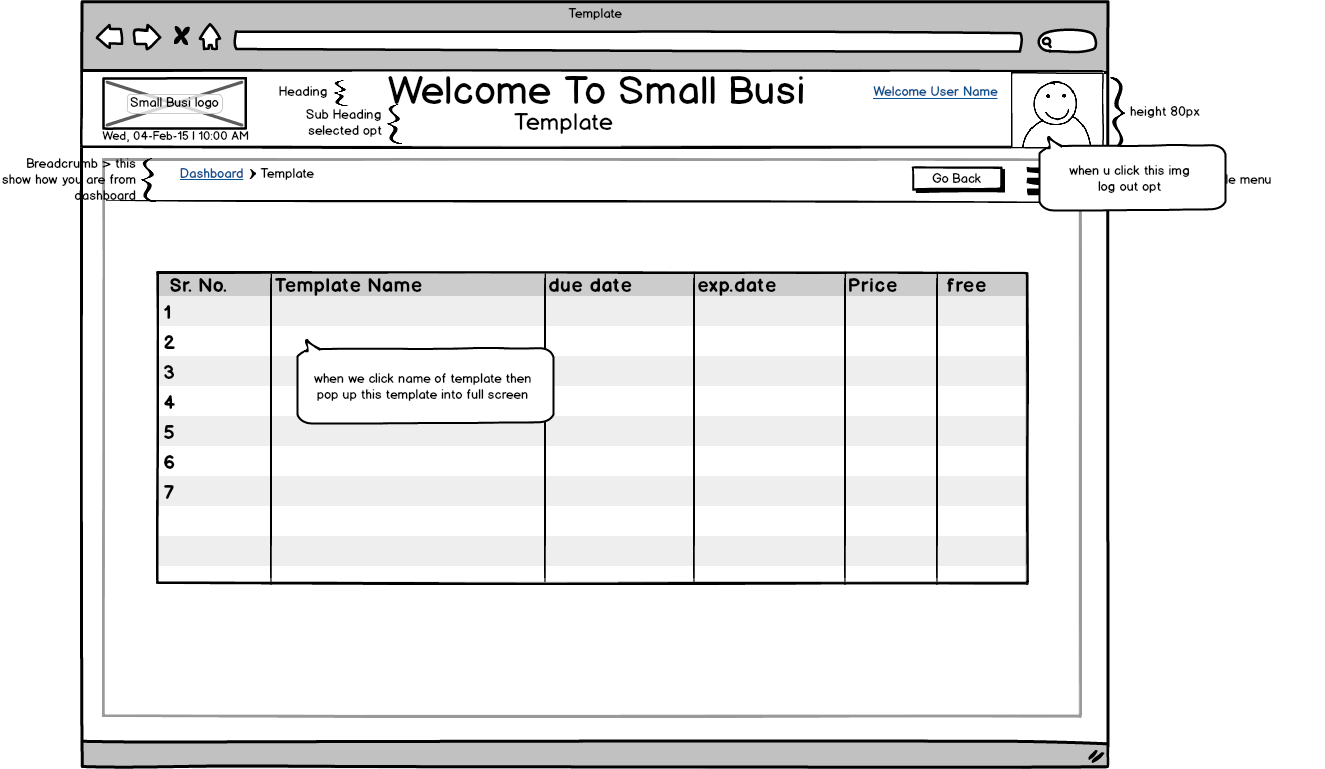 Template
Small Busi logo
Wed, 04-Feb-15 | 10:00 AM
Heading
Sub Heading
selected opt
Welcome To Small Busi
Template
Welcome User Name
height 80px
Breadcrumb > this
show how you are from
dashboard
Dashboard > Template
Go Back
when u click this img
log out opt
menu
Sr. No. Template Name due date exp.date Price free
1
2
3
4
5
6
7
when we click name of template then
pop up this template into full screen